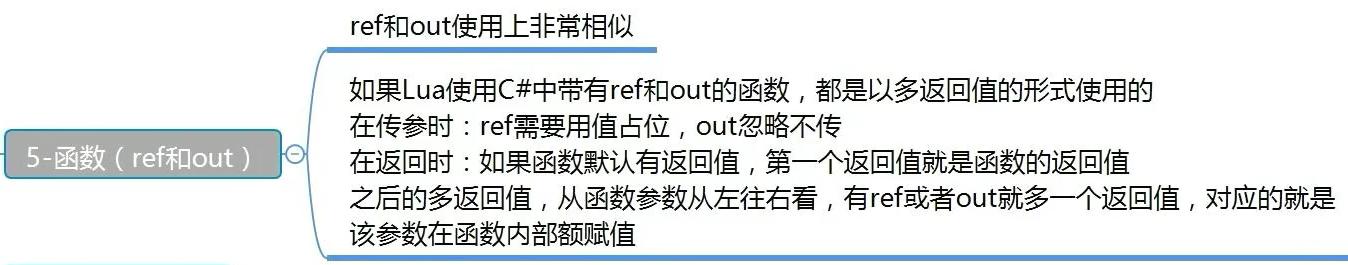 ref和out使用上非常相似
5-函数（ref和out）
如果Lua使用C#中带有ref和out的函数，都是以多返回值的形式使用的
在传参时：ref需要用值占位，out忽略不传
在返回时：如果函数默认有返回值，第一个返回值就是函数的返回值
之后的多返回值，从函数参数从左往右看，有ref或者out就多一个返回值，对应的就是
该参数在函数内部额赋值